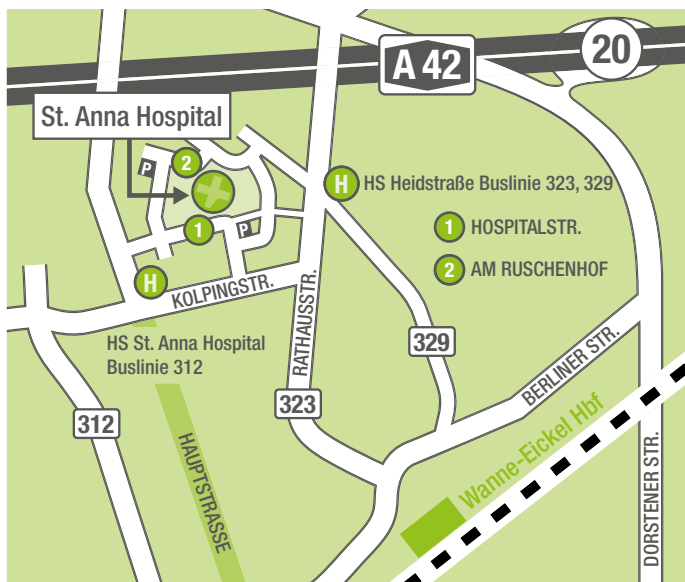 A 42
20
St. Anna Hospital
P
2
H
HS Heidstraße Buslinie 323, 329
1
P
1 HOSPITALSTR.
2 AM RUSCHENHOF
H
KOLPINGSTR.
RATHAUSSTR.
HS St. Anna Hospital
Buslinie 312
329
BERLINER STR.
323
312
HAUPTSTRASSE
Wanne-Eickel Hbf
DORSTENER STR.